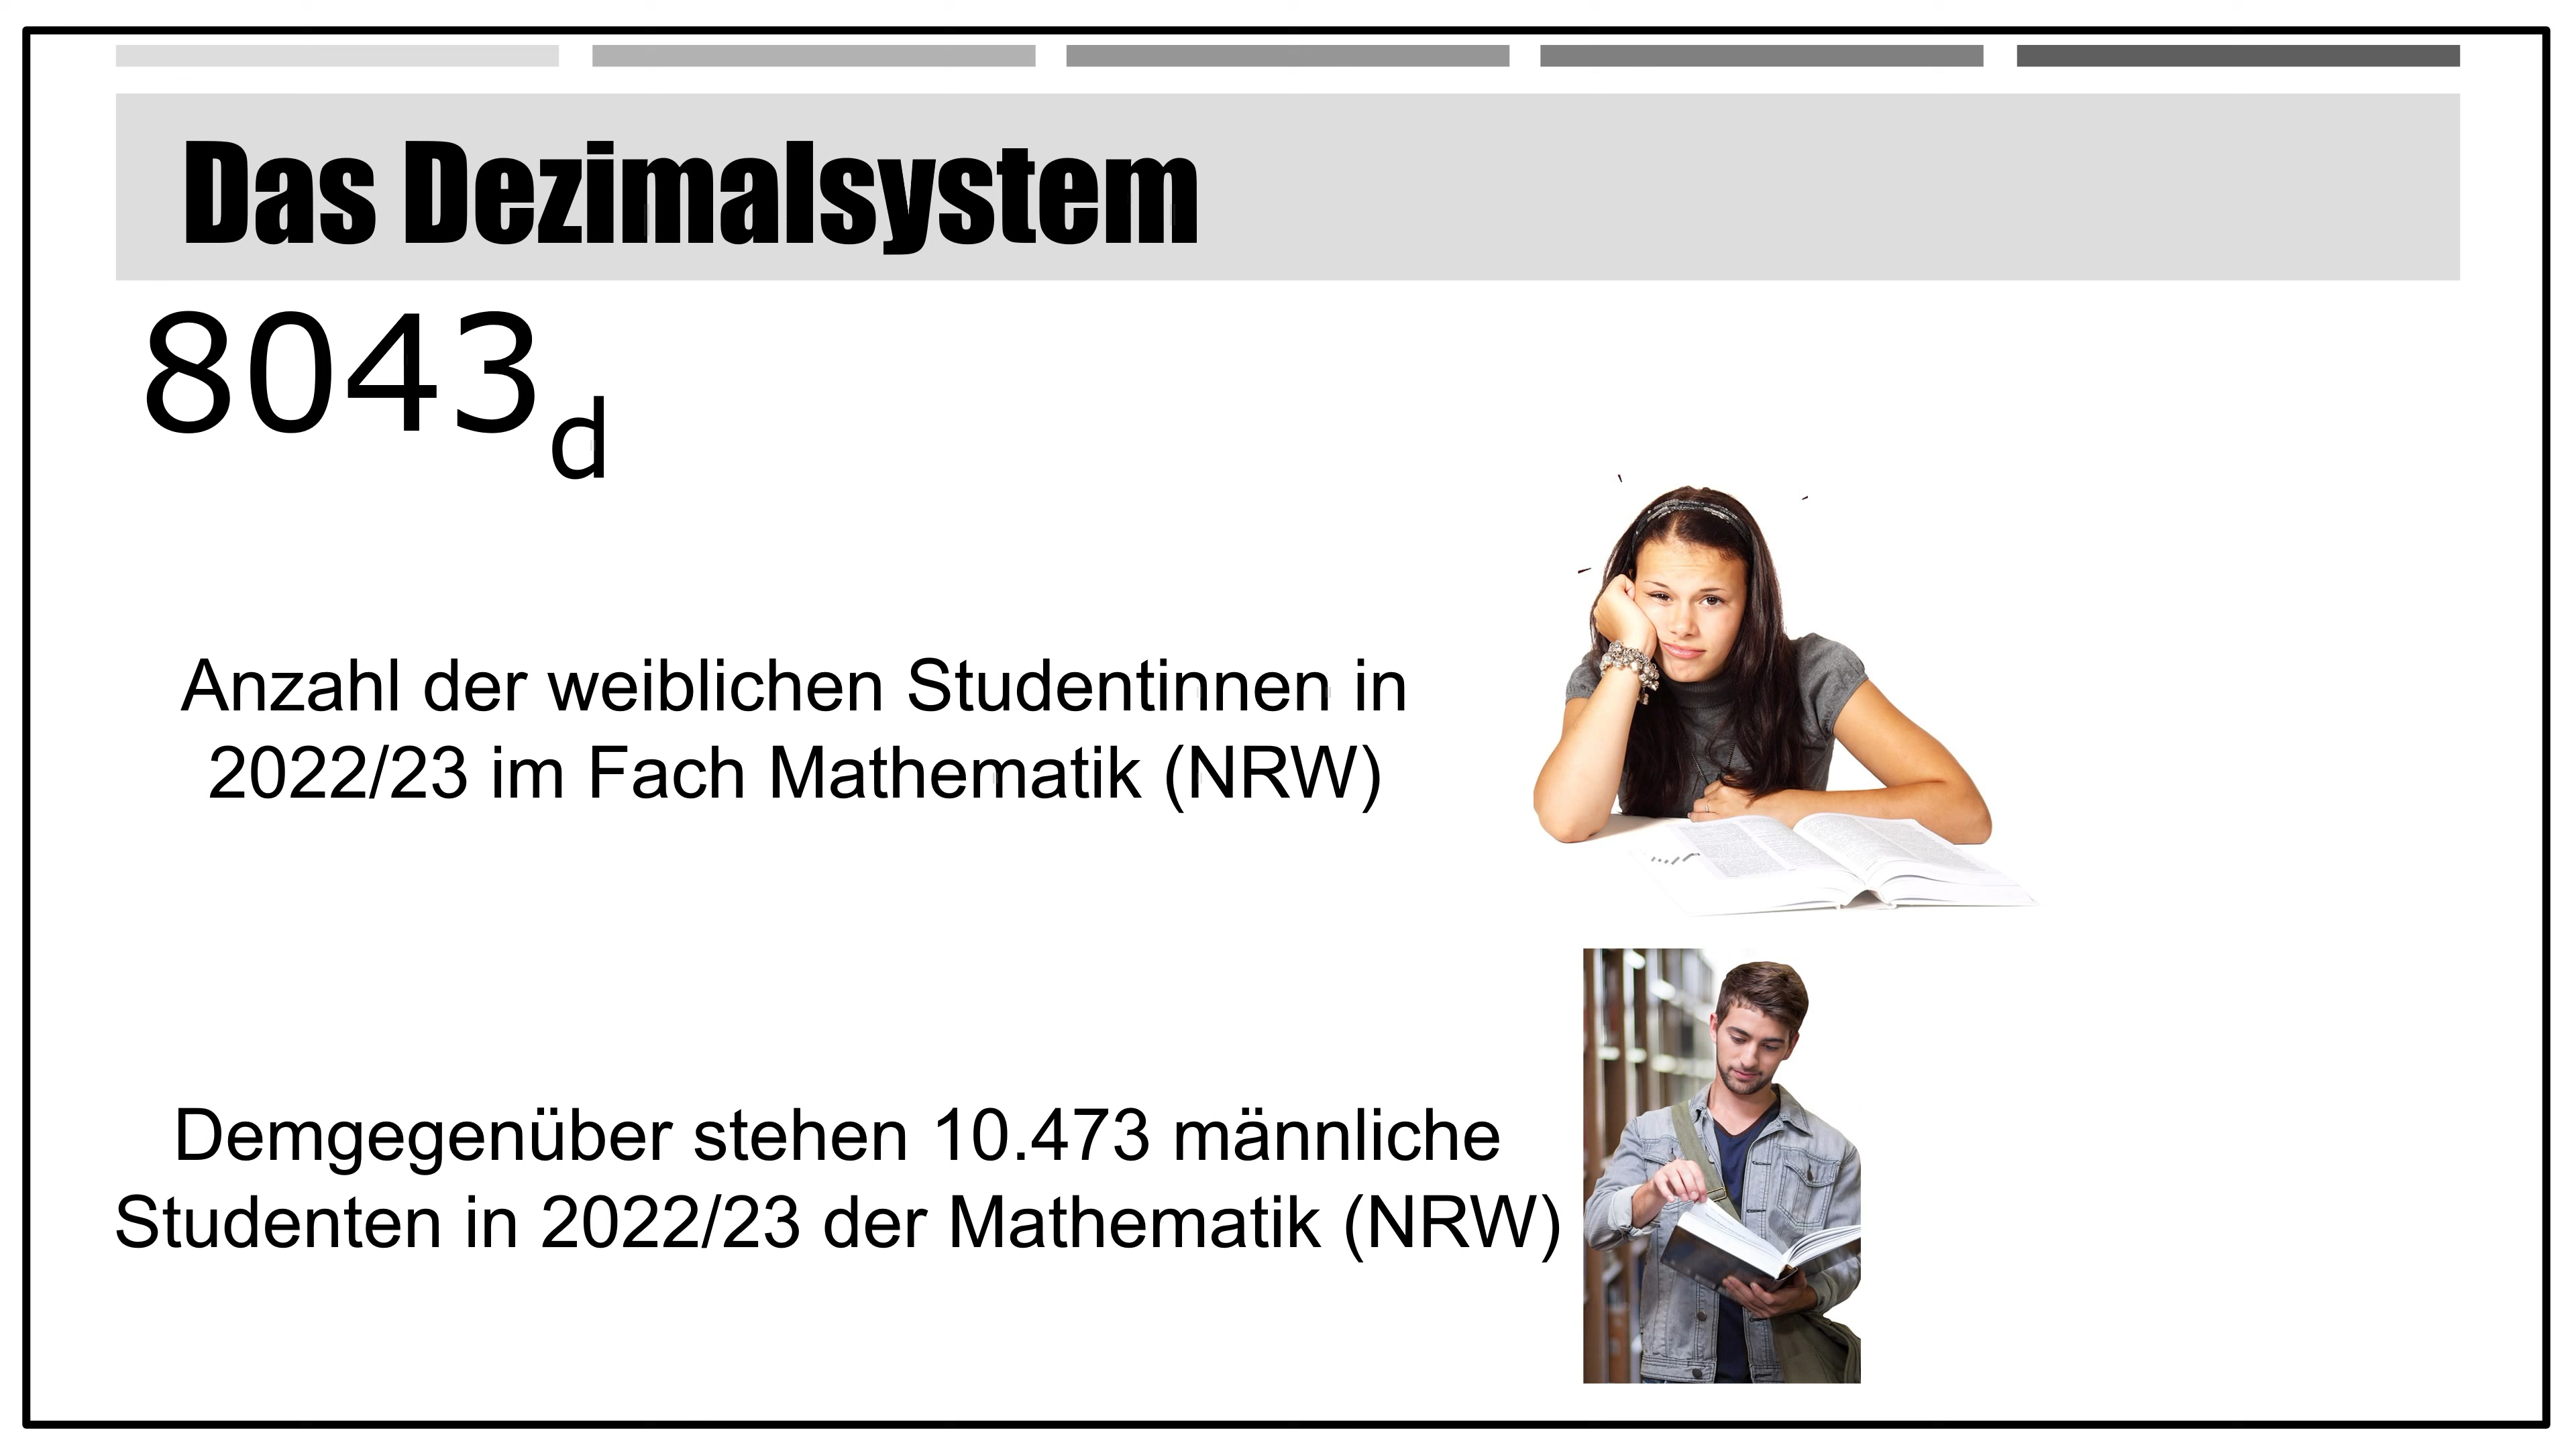 Das Dezimalsystem
8043d
Anzahl der weiblichen Studentinnen in
2022/23 im Fach Mathematik (NRW)
Demgegenüber stehen 10.473 männliche
Studenten in 2022/23 der Mathematik (NRW)